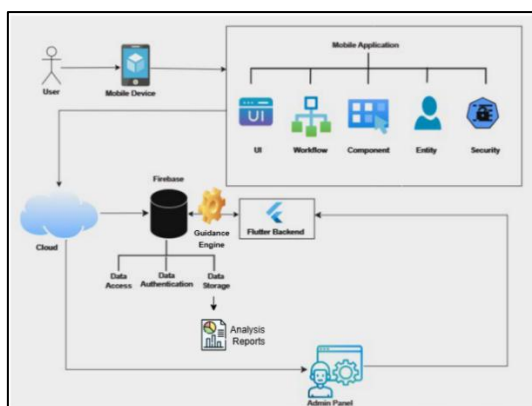 Mobile Application
User
Mobile Device
UI
UI
Workflow
Component
Entity
Security
Firebase
Cloud
Guidance
Engine
Flutter Backend
Data
Access
Data
Authentication
Data
Storage
Analysis
Reports
Admin Panel